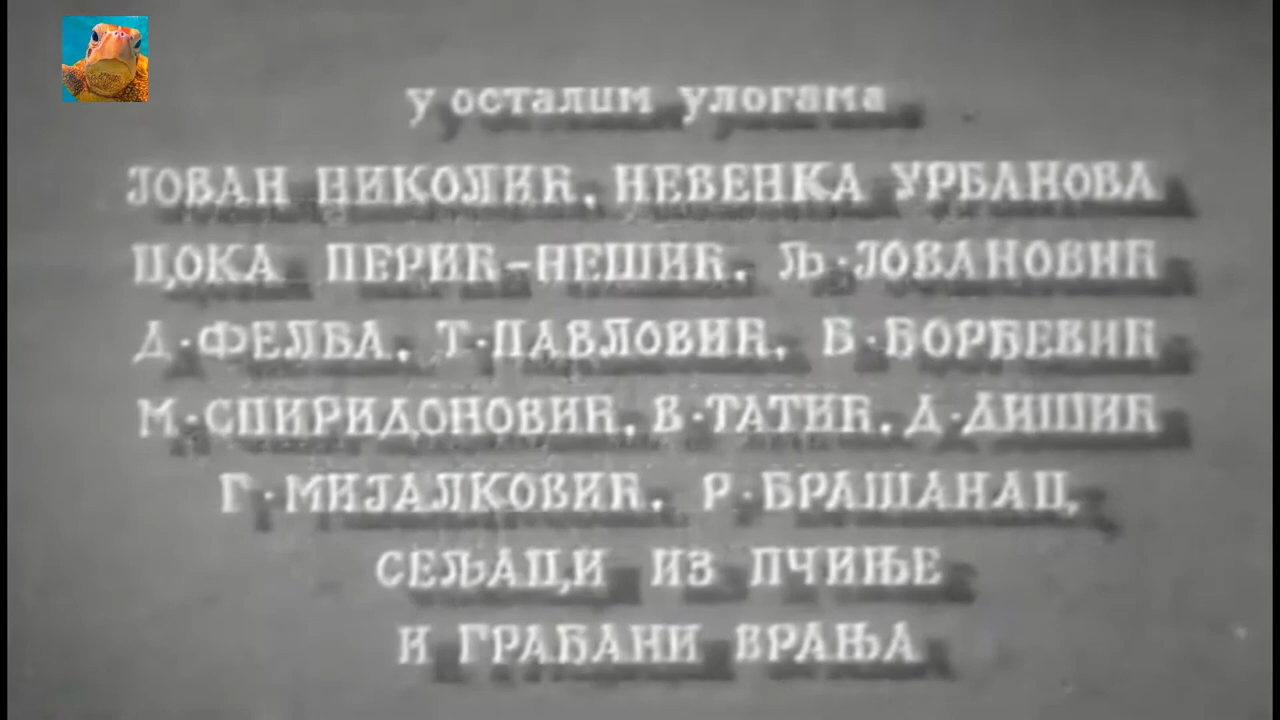 у осталим улогама
ЈОВАН НИКОЛИЋ, НЕВЕНКА УРБАНОВА
ЦОКА ПЕРИЋ-НЕШИЋ, Љ·ЈОВАНОВИЋ
Д·ФЕЛБА, Т·ПАВЛОВИЋ, Б·ЂОРЂЕВИЋ
М·СПИРИДОНОВИЋ, В·ТАТИЋ, Д·ДИШИЋ
Г·МИЈАЛКОВИЋ, Р·БРАШАНАЦ,
СЕЉАЦИ ИЗ ПЧИЊЕ
И ГРАЂАНИ ВРАЊА